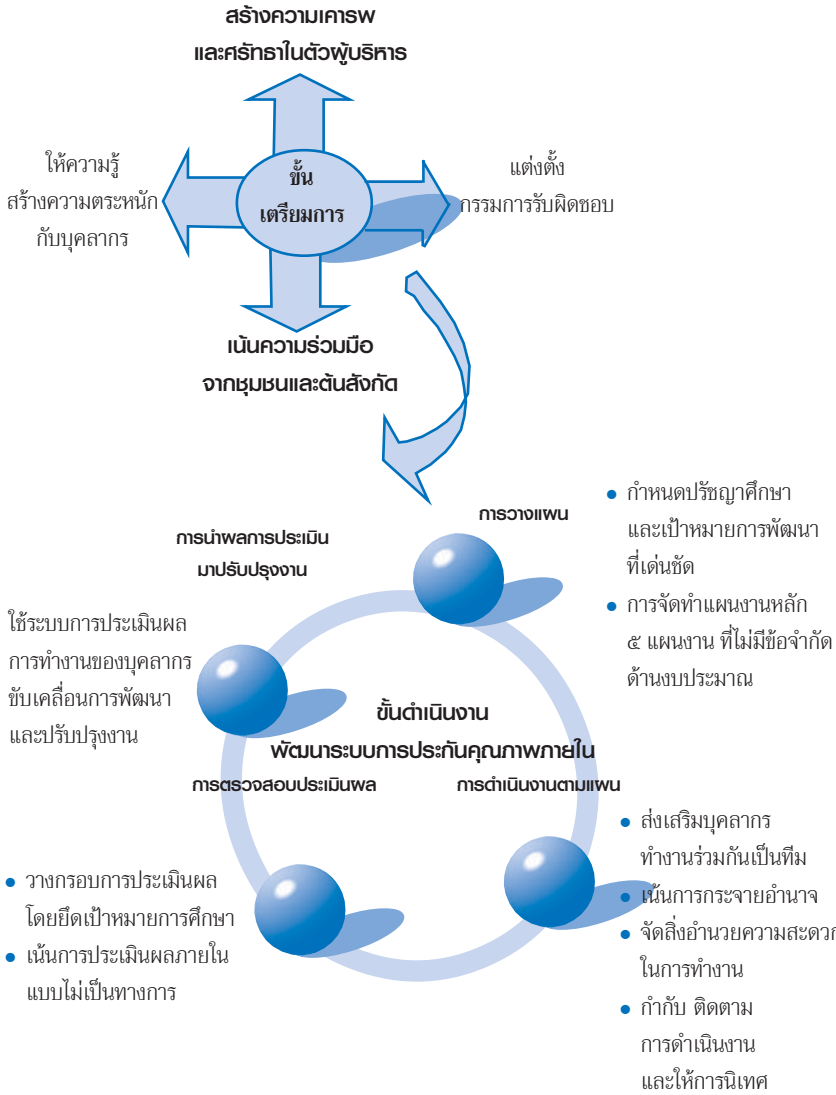 สร้างความเคารพ
และศรัทธาในตัวผู้บริหาร
ให้ความรู้
สร้างความตระหนัก
กับบุคลากร
ขั้น
เตรียมการ
แต่งตั้ง
กรรมการรับผิดชอบ
เน้นความร่วมมือ
จากชุมชนและต้นสังกัด
การวางแผน
• กำหนดปรัชญาศึกษา
และเป้าหมายการพัฒนา
ที่เด่นชัด
• การจัดทำแผนงานหลัก
๕ แผนงาน ที่ไม่มีข้อจำกัด
ด้านงบประมาณ
การนำผลการประเมิน
มาปรับปรุงงาน
ใช้ระบบการประเมินผล
การทำงานของบุคลากร
ขับเคลื่อนการพัฒนา
และปรับปรุงงาน
ขั้นดำเนินงาน
พัฒนาระบบการประกันคุณภาพภายใน
การตรวจสอบประเมินผล
การดำเนินงานตามแผน
• ส่งเสริมบุคลากร
ทำงานร่วมกันเป็นทีม
• เน้นการกระจายอำนาจ
• จัดสิ่งอำนวยความสะดวก
ในการทำงาน
• กำกับ ติดตาม
การดำเนินงาน
และให้การนิเทศ
• วางกรอบการประเมินผล
โดยยึดเป้าหมายการศึกษา
• เน้นการประเมินผลภายใน
แบบไม่เป็นทางการ